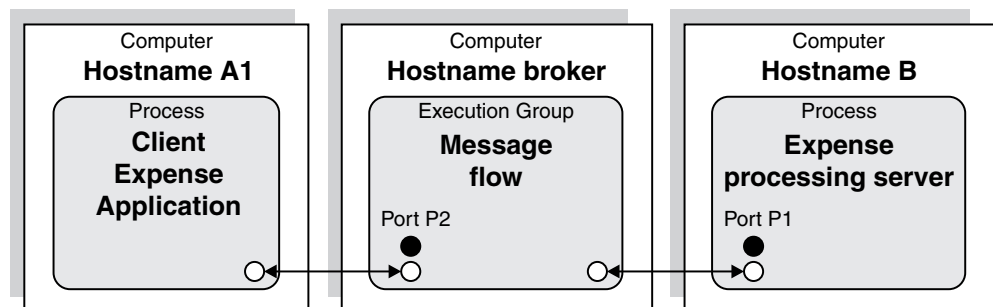 Computer
Hostname A1
Process
Client
Expense
Application
Computer
Hostname broker
Execution Group
Message
flow
Port P2
Computer
Hostname B
Process
Expense
processing server
Port P1